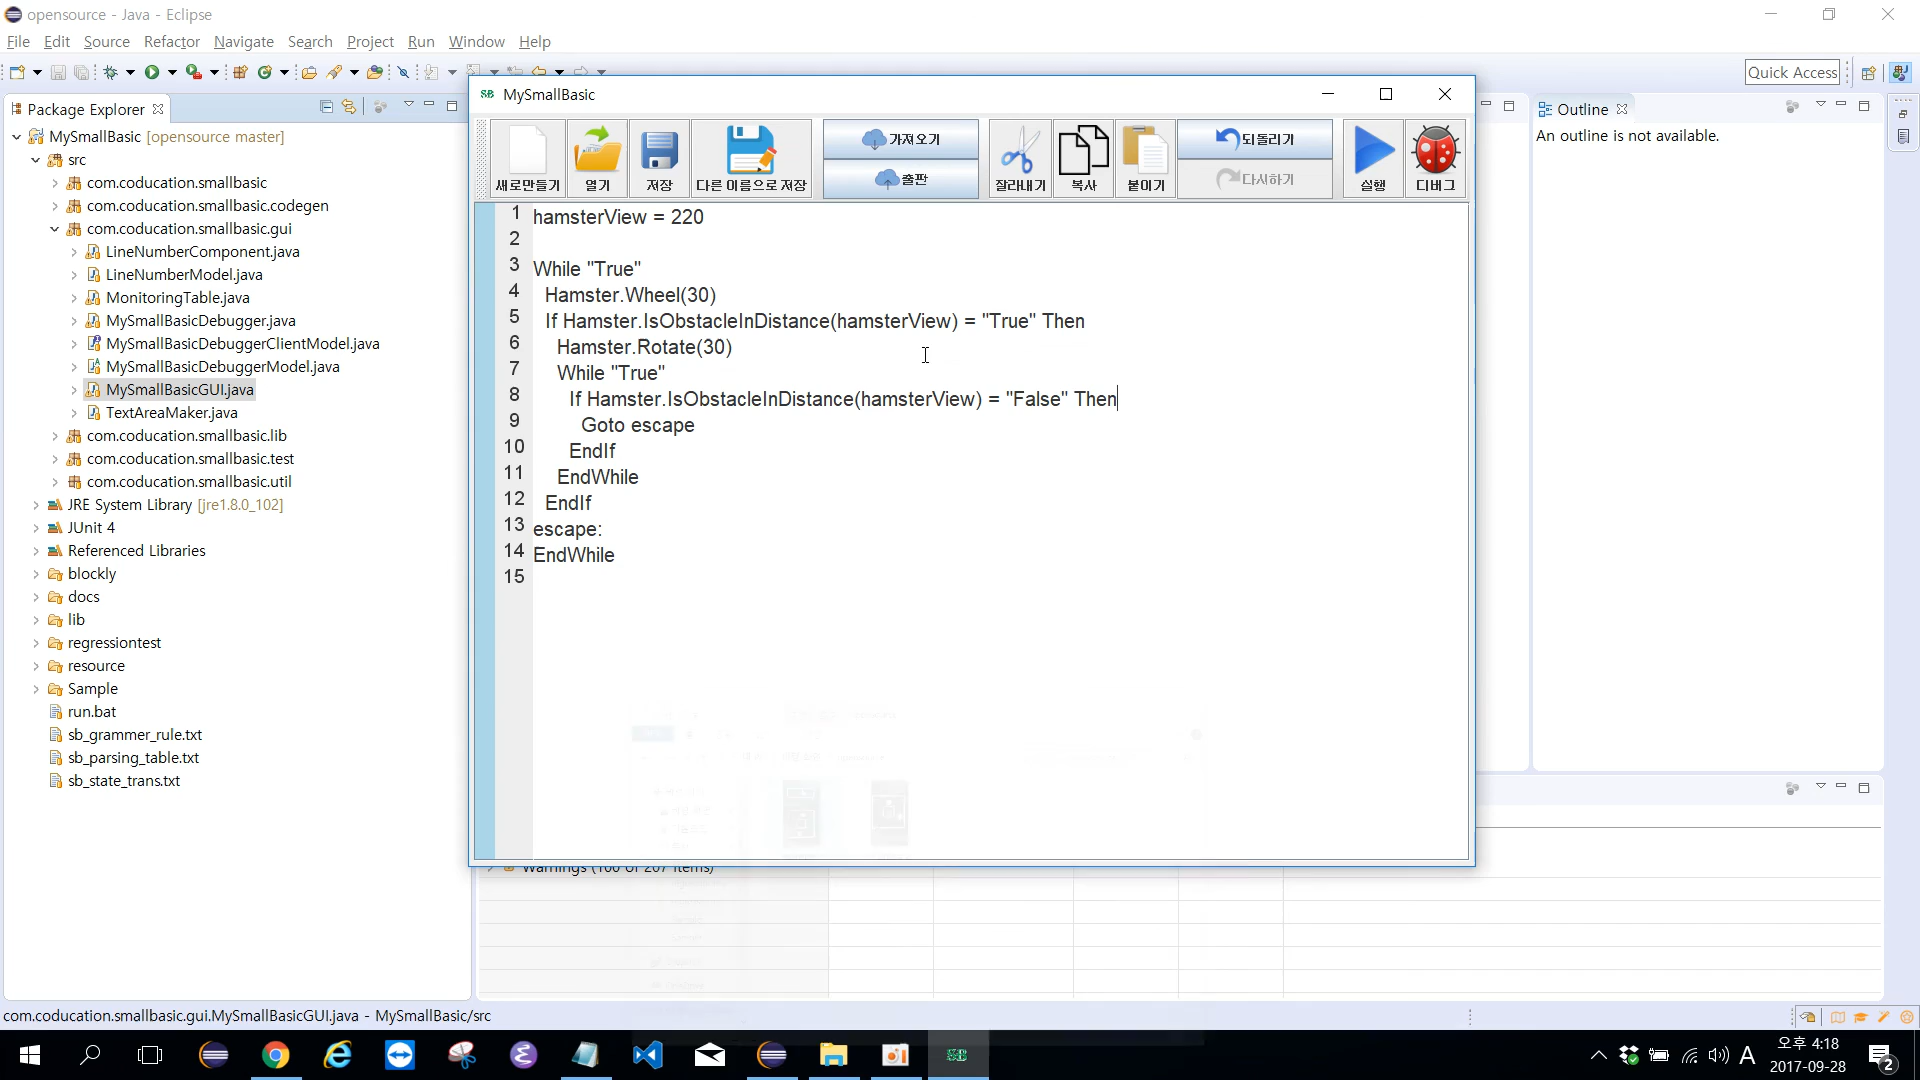 opensource - Java - Eclipse
File Edit Source Refactor Navigate Search Project Run Window Help
Quick Access
Package Explorer
MySmallBasic [opensource master]
src
com.coducation.smallbasic
com.coducation.smallbasic.codegen
com.coducation.smallbasic.gui
LineNumberComponent.java
LineNumberModel.java
MonitoringTable.java
MySmallBasicDebugger.java
MySmallBasicDebuggerClientModel.java
MySmallBasicDebuggerModel.java
MySmallBasicGUI.java
TextAreaMaker.java
com.coducation.smallbasic.lib
com.coducation.smallbasic.test
com.coducation.smallbasic.util
JRE System Library [jre1.8.0_102]
JUnit 4
Referenced Libraries
blockly
docs
lib
regressiontest
resource
Sample
run.bat
sb_grammer_rule.txt
sb_parsing_table.txt
sb_state_trans.txt
SB MySmallBasic
새로만들기 열기 저장 다른 이름으로 저장 가져오기 출판 잘라내기 복사 붙이기 되돌리기 다시하기 실행 디버그
1 hamsterView = 220
2
3 While "True"
4 Hamster.Wheel(30)
5 If Hamster.IsObstacleInDistance(hamsterView) = "True" Then
6 Hamster.Rotate(30)
7 While "True"
8 If Hamster.IsObstacleInDistance(hamsterView) = "False" Then
9 Goto escape
10 EndIf
11 EndWhile
12 EndIf
13 escape:
14 EndWhile
15
Outline
An outline is not available.
Warnings (100 of 207 items)
com.coducation.smallbasic.gui.MySmallBasicGUI.java - MySmallBasic/src
SB
A
오후 4:18
2017-09-28
2